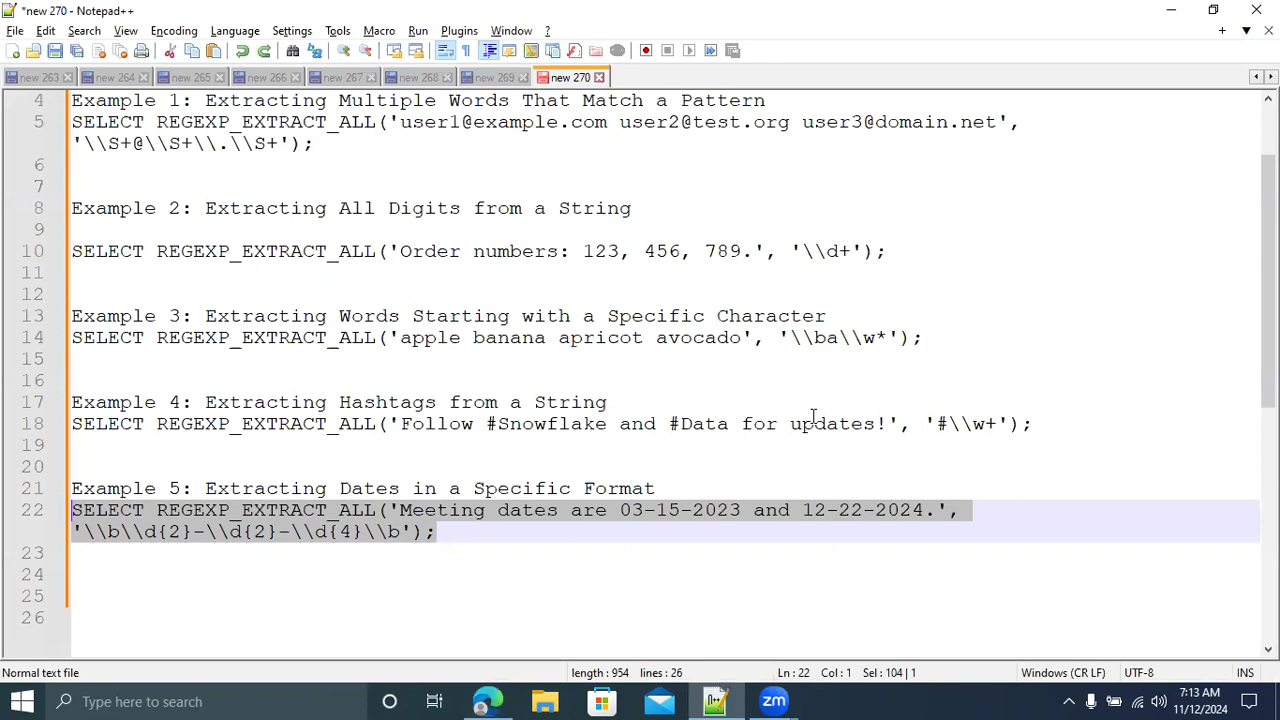 *new 270 - Notepad++
File Edit Search View Encoding Language Settings Tools Macro Run Plugins Window ?
new 263 new 264 new 265 new 266 new 267 new 268 new 269 new 270
4 Example 1: Extracting Multiple Words That Match a Pattern
5 SELECT REGEXP_EXTRACT_ALL('user1@example.com user2@test.org user3@domain.net',
'\\S+@\\S+\\.\\S+');
6
7
8 Example 2: Extracting All Digits from a String
9
10 SELECT REGEXP_EXTRACT_ALL('Order numbers: 123, 456, 789.', '\\d+');
11
12
13 Example 3: Extracting Words Starting with a Specific Character
14 SELECT REGEXP_EXTRACT_ALL('apple banana apricot avocado', '\\ba\\w*');
15
16
17 Example 4: Extracting Hashtags from a String
18 SELECT REGEXP_EXTRACT_ALL('Follow #Snowflake and #Data for updates!', '#\\w+');
19
20
21 Example 5: Extracting Dates in a Specific Format
22 SELECT REGEXP_EXTRACT_ALL('Meeting dates are 03-15-2023 and 12-22-2024.',
'\\b\\d{2}-\\d{2}-\\d{4}\\b');
23
24
25
26
Normal text file length : 954 lines : 26 Ln : 22 Col : 1 Sel : 104 | 1 Windows (CR LF) UTF-8 INS
Type here to search zm 7:13 AM
11/12/2024